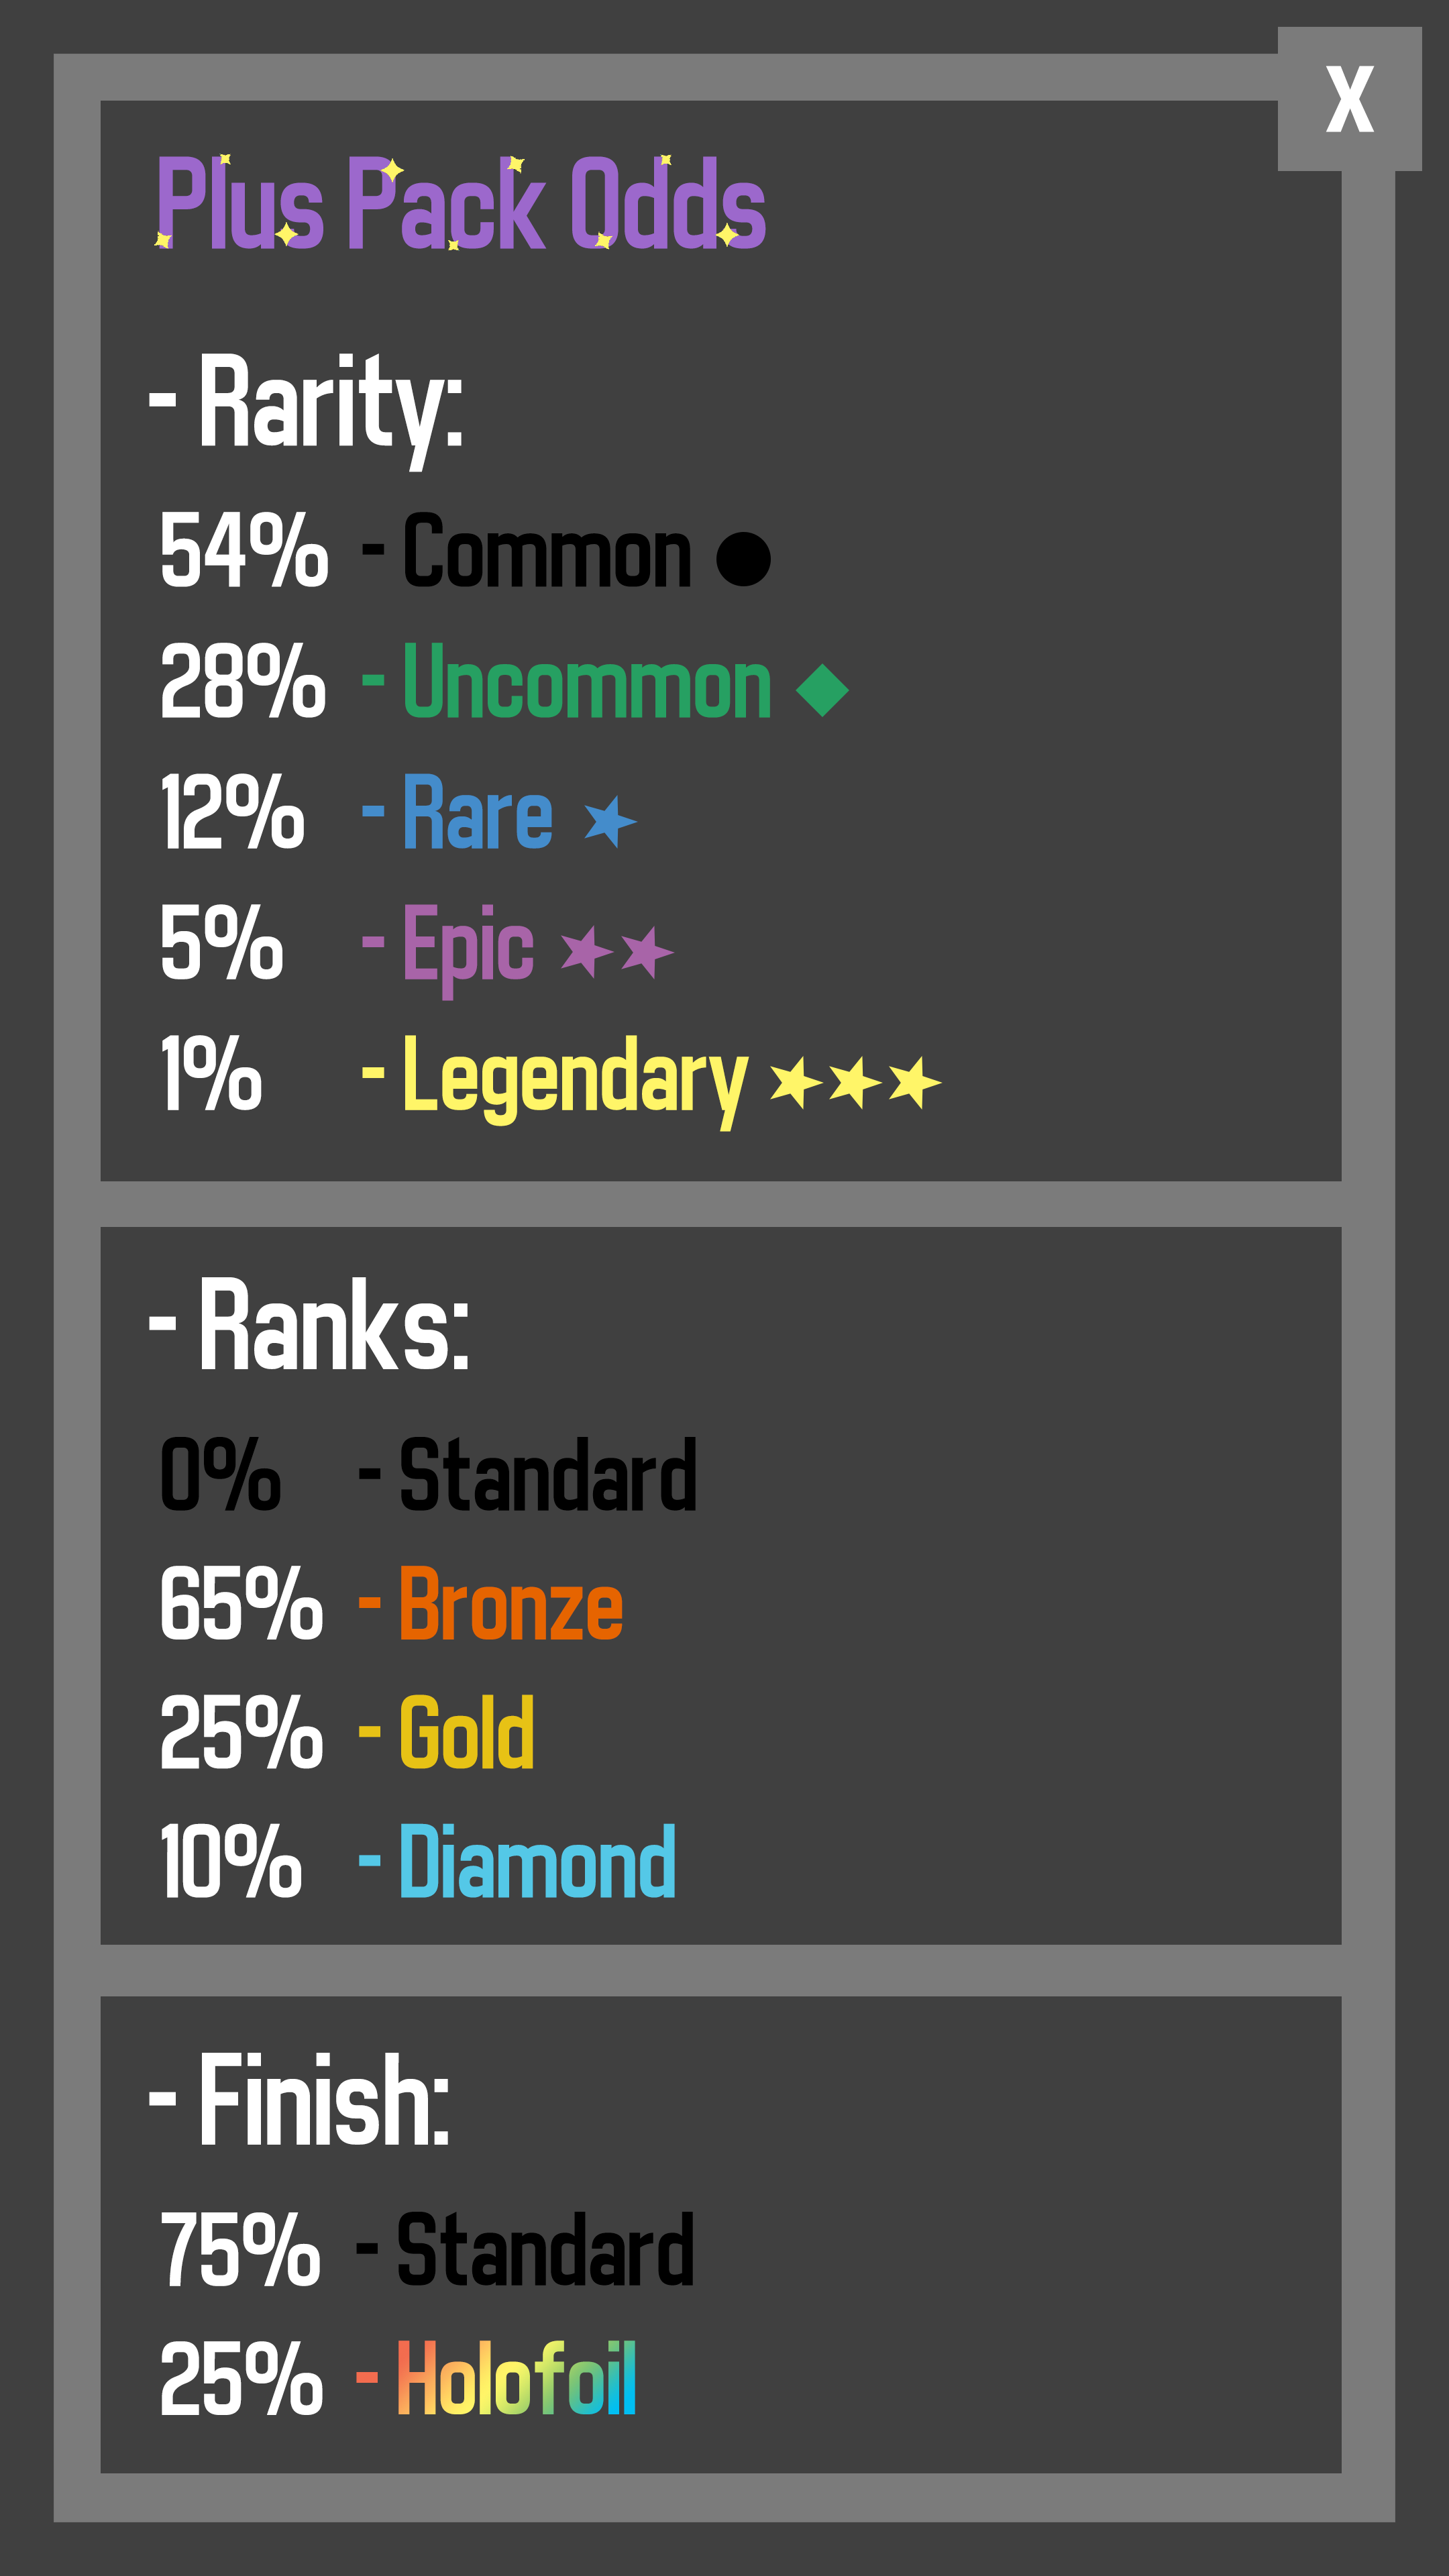 X
Plus Pack Odds
- Rarity:
54% - Common ●
28% - Uncommon ◆
12% - Rare ★
5% - Epic ★★
1% - Legendary ★★★
- Ranks:
0% - Standard
65% - Bronze
25% - Gold
10% - Diamond
- Finish:
75% - Standard
25% - Holofoil